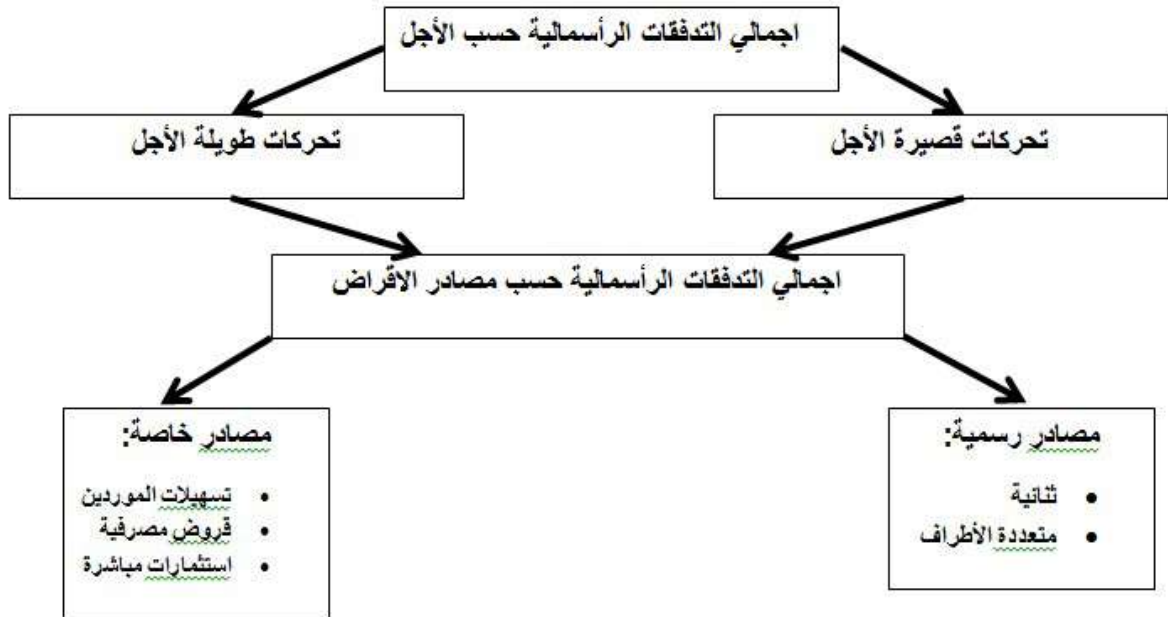 اجمالي التدفقات الرأسمالية حسب الأجل
تحركات قصيرة الأجل
تحركات طويلة الأجل
اجمالي التدفقات الرأسمالية حسب مصادر الاقراض
مصادر رسمية:
• ثنائية
• متعددة الأطراف
مصادر خاصة:
• تسهيلات الموردين
• قروض مصرفية
• استثمارات مباشرة